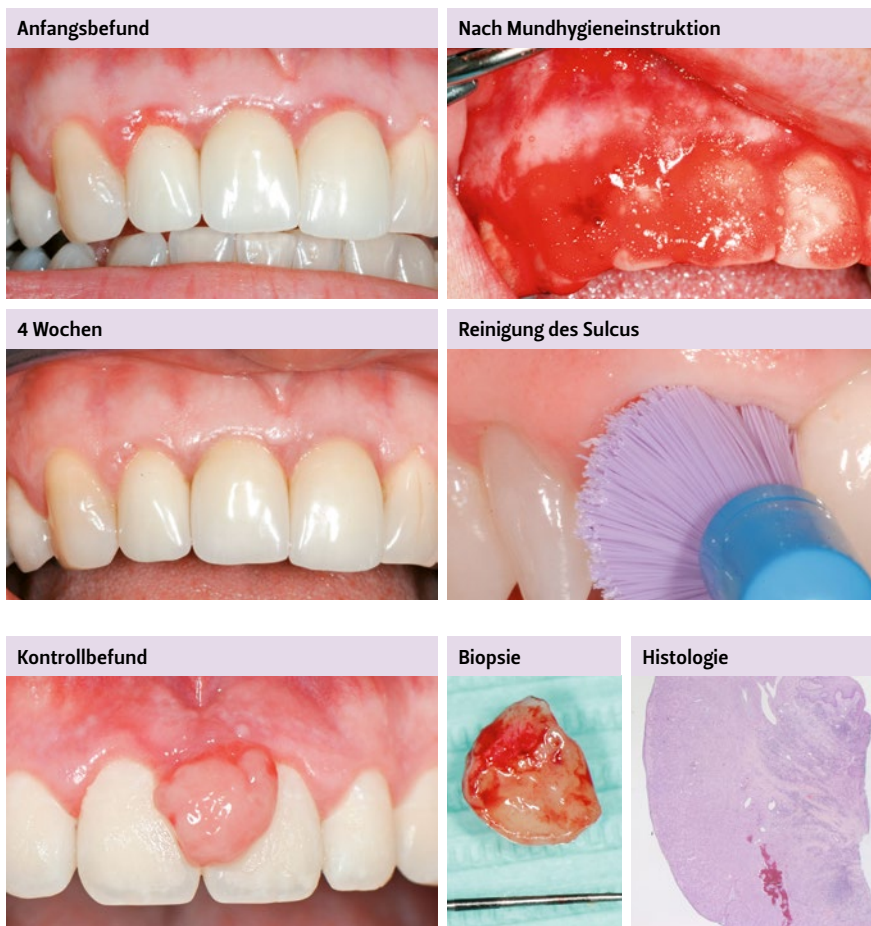 Anfangsbefund
Nach Mundhygieneinstruktion
4 Wochen
Reinigung des Sulcus
Kontrollbefund
Biopsie
Histologie